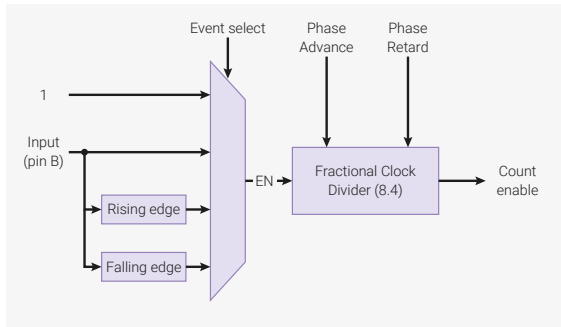 Event select
Phase
Advance
Phase
Retard
1
Input
(pin B)
Rising edge
Falling edge
EN
Fractional Clock
Divider (8.4)
Count
enable